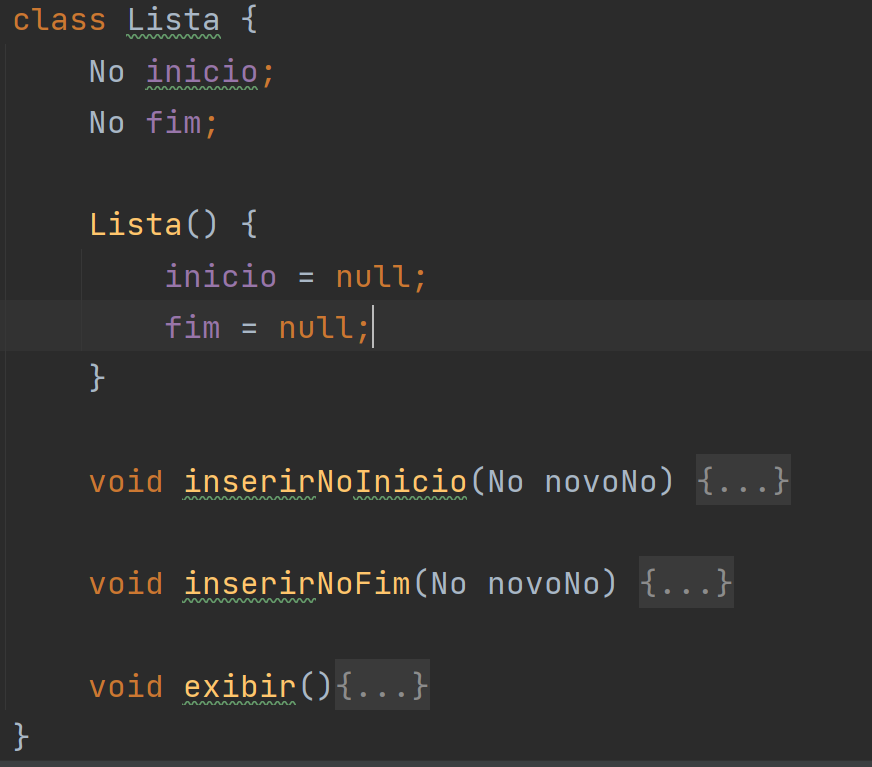 class Lista {
No inicio;
No fim;
Lista() {
inicio = null;
fim = null;
}
void inserirNoInicio(No novoNo) {...}
void inserirNoFim(No novoNo) {...}
void exibir(){...}
}